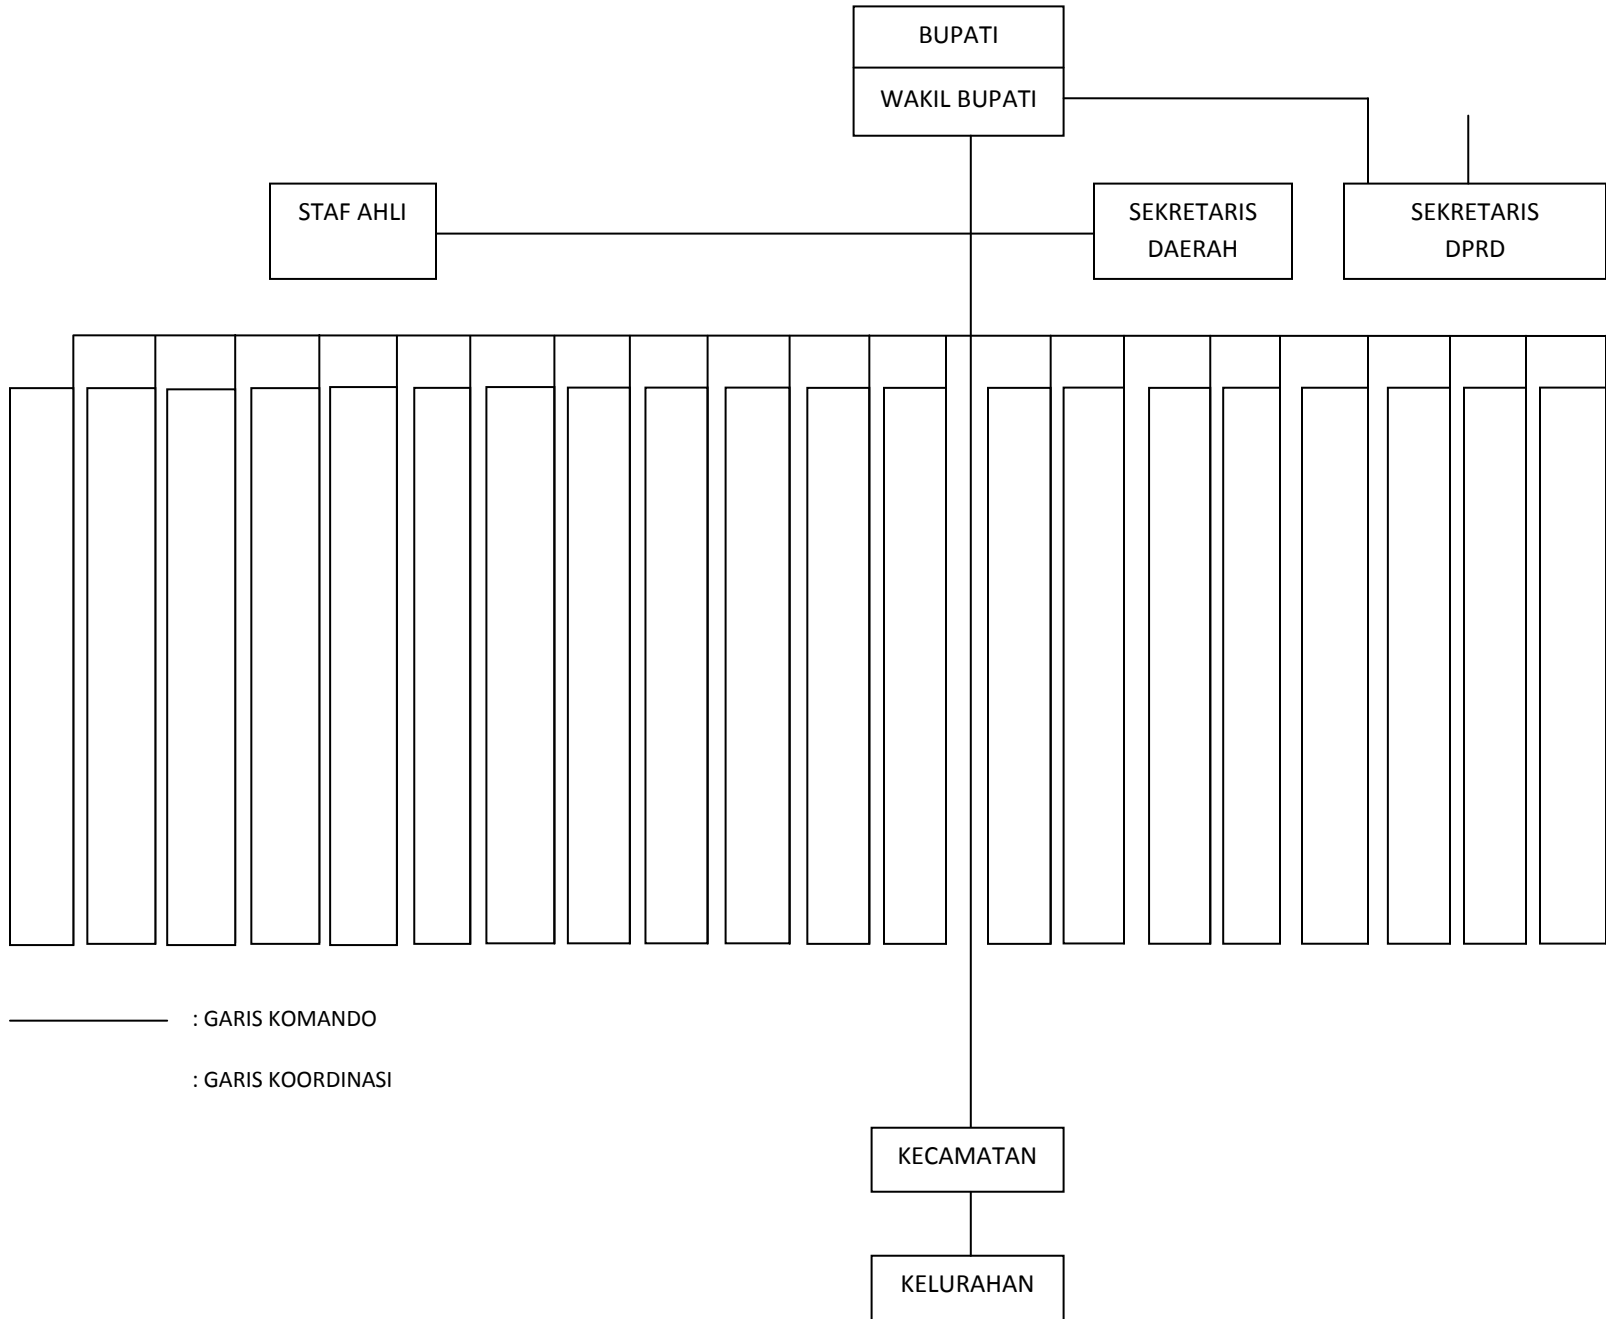 BUPATI
WAKIL BUPATI
STAF AHLI
SEKRETARIS
DAERAH
SEKRETARIS
DPRD
: GARIS KOMANDO
: GARIS KOORDINASI
KECAMATAN
KELURAHAN